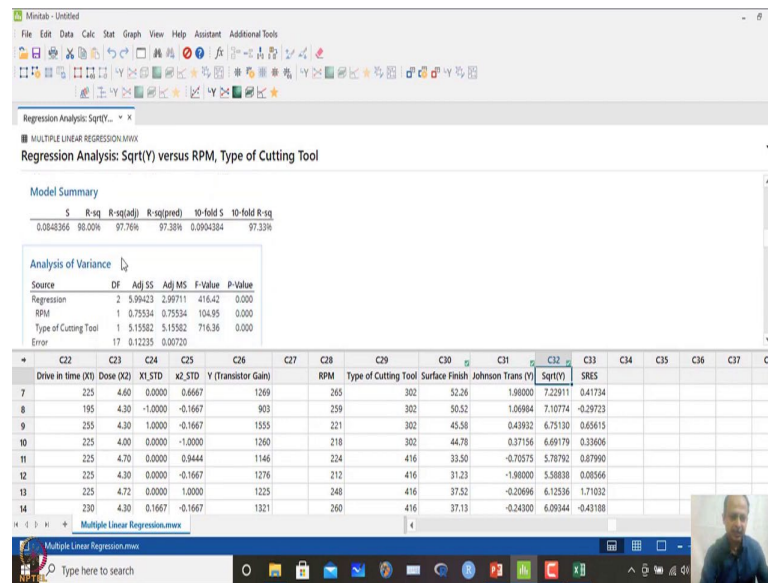 Minitab - Untitled
File Edit Data Calc Stat Graph View Help Assistant Additional Tools
Regression Analysis: Sqrt(Y... × 
MULTIPLE LINEAR REGRESSION.MWX
Regression Analysis: Sqrt(Y) versus RPM, Type of Cutting Tool
Model Summary
S R-sq R-sq(adj) R-sq(pred) 10-fold S 10-fold R-sq
0.0848366 98.00% 97.76% 97.38% 0.0904384 97.33%
Analysis of Variance
Source DF Adj SS Adj MS F-Value P-Value
Regression 2 5.99423 2.99711 416.42 0.000
RPM 1 0.75534 0.75534 104.95 0.000
Type of Cutting Tool 1 5.15582 5.15582 716.36 0.000
Error 17 0.12235 0.00720
C22 C23 C24 C25 C26 C27 C28 C29 C30 C31 C32 C33 C34 C35 C36 C37 C
Drive in time (X1) Dose (X2) X1_STD x2_STD Y (Transistor Gain) RPM Type of Cutting Tool Surface Finish Johnson Trans (Y) Sqrt(Y) SRES
7 225 4.60 0.0000 0.6667 1269 265 302 52.26 1.98000 7.22911 0.41734
8 195 4.30 -1.0000 -0.1667 903 259 302 50.52 1.06984 7.10774 -0.29723
9 255 4.30 1.0000 -0.1667 1555 221 302 45.58 0.43932 6.75130 0.65615
10 225 4.00 0.0000 -1.0000 1260 218 302 44.78 0.37156 6.69179 0.33606
11 225 4.70 0.0000 0.9444 1146 224 416 33.50 -0.70575 5.78792 0.87990
12 225 4.30 0.0000 -0.1667 1276 212 416 31.23 -1.98000 5.58838 0.08566
13 225 4.72 0.0000 1.0000 1225 248 416 37.52 -0.20696 6.12536 1.71032
14 230 4.30 0.1667 -0.1667 1321 260 416 37.13 -0.24300 6.09344 -0.43188
Multiple Linear Regression.mwx
Multiple Linear Regression.mwx
Type here to search
NPTEL